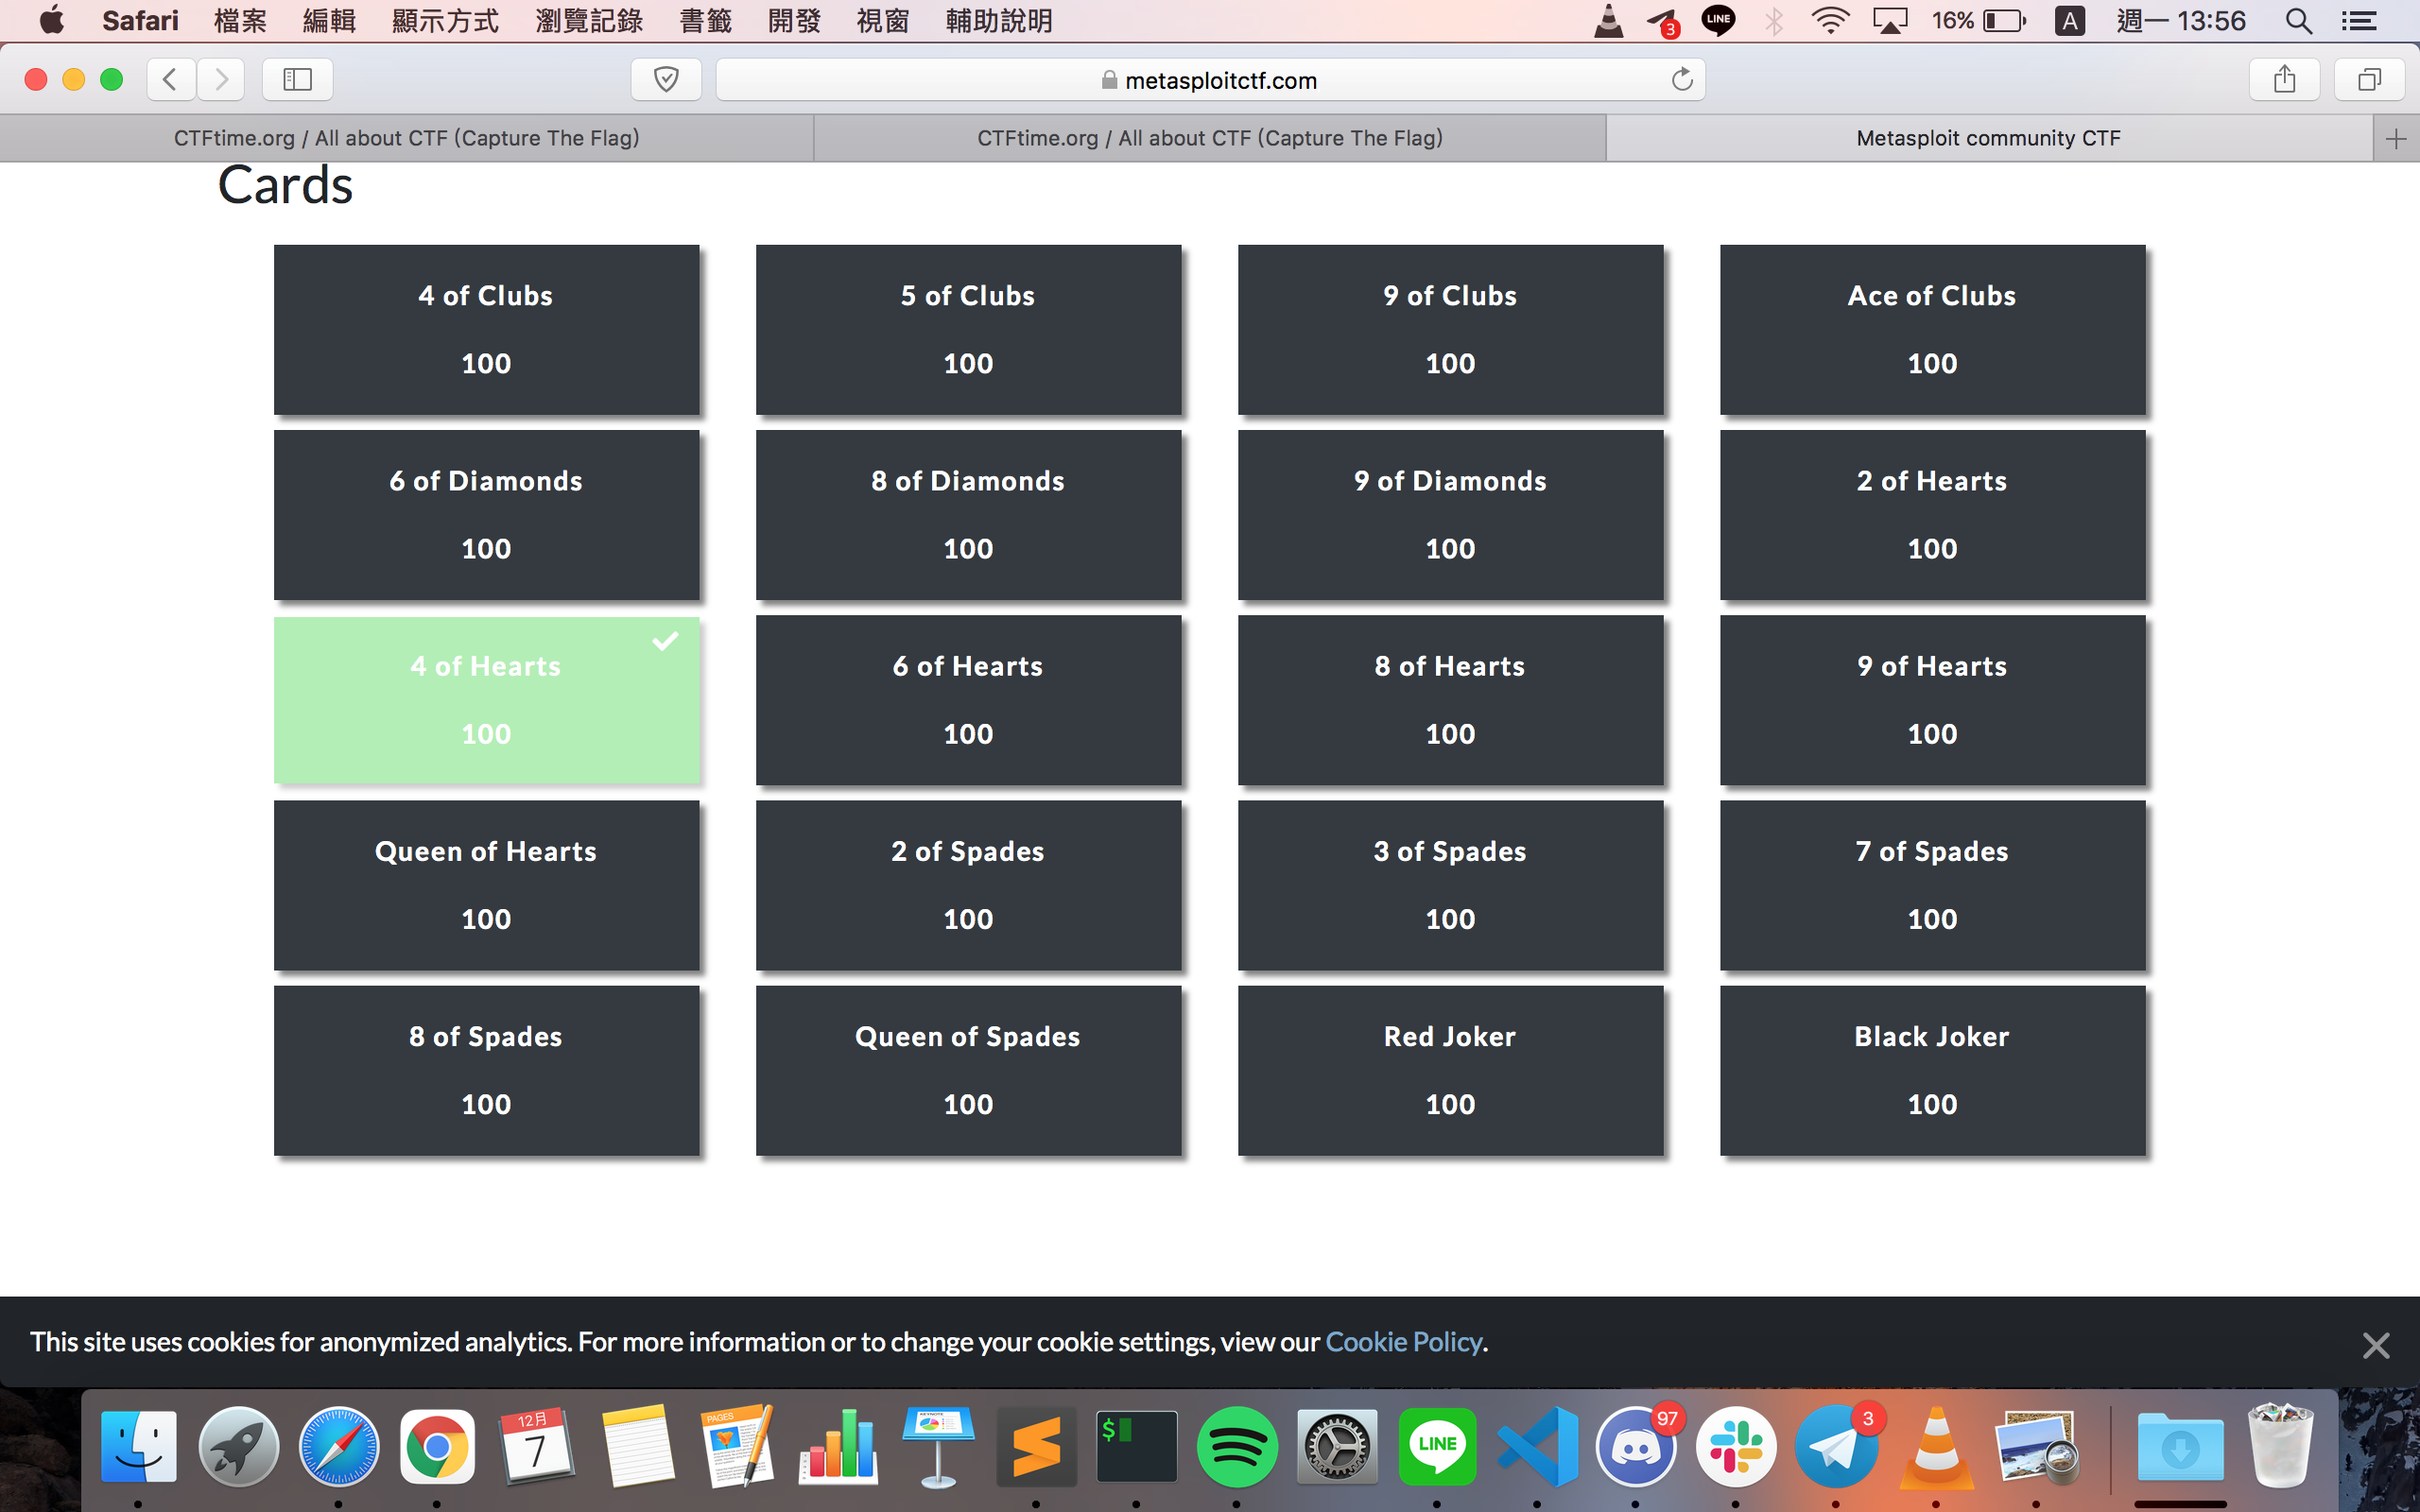 Safari 檔案 編輯 顯示方式 瀏覽記錄 書籤 開發 視窗 輔助說明 3 LINE 16% A 週一 13:56
metasploitctf.com
CTFtime.org / All about CTF (Capture The Flag) CTFtime.org / All about CTF (Capture The Flag) Metasploit community CTF
Cards
4 of Clubs 5 of Clubs 9 of Clubs Ace of Clubs
100 100 100 100
6 of Diamonds 8 of Diamonds 9 of Diamonds 2 of Hearts
100 100 100 100
4 of Hearts 6 of Hearts 8 of Hearts 9 of Hearts
100 100 100 100
Queen of Hearts 2 of Spades 3 of Spades 7 of Spades
100 100 100 100
8 of Spades Queen of Spades Red Joker Black Joker
100 100 100 100
This site uses cookies for anonymized analytics. For more information or to change your cookie settings, view our Cookie Policy.
12月 PAGES KEYNOTE 97 3
7 $ LINE